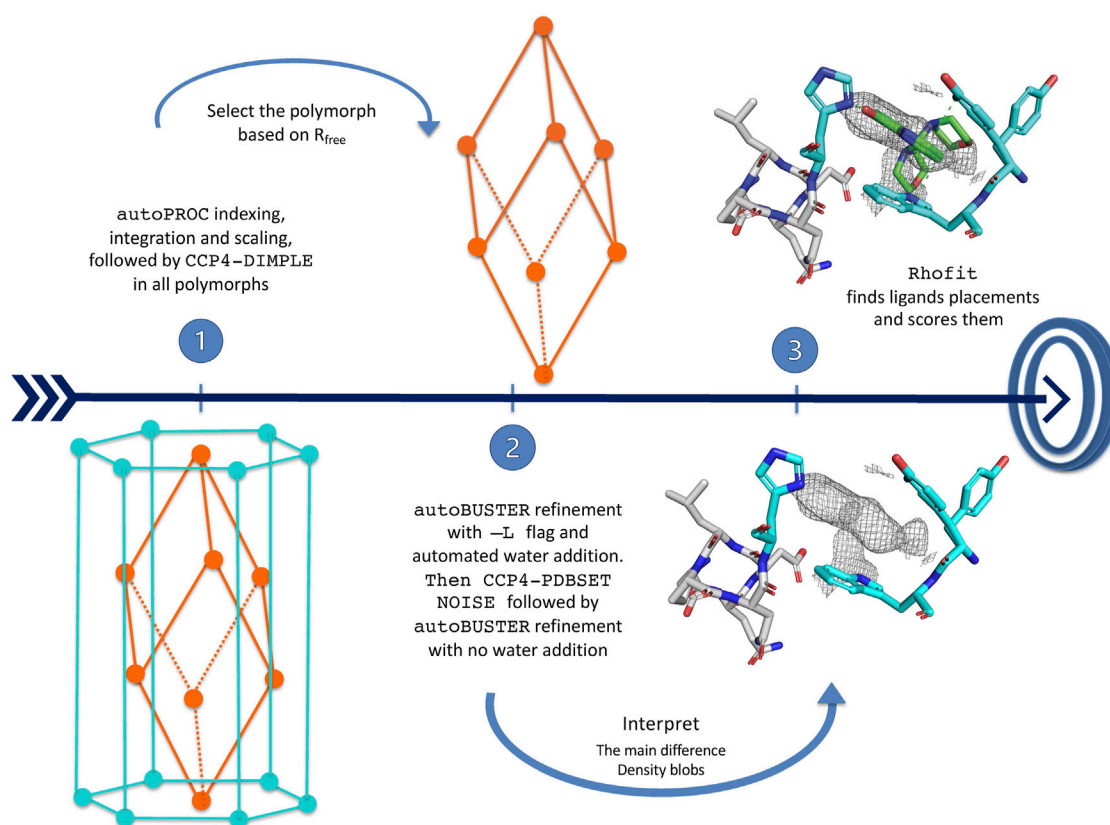 Select the polymorph
based on Rfree
autoPROC indexing,
integration and scaling,
followed by CCP4-DIMPLE
in all polymorphs
1
Rhofit
finds ligands placements
and scores them
3
2
autoBUSTER refinement
with –L flag and
automated water addition.
Then CCP4-PDBSET
NOISE followed by
autoBUSTER refinement
with no water addition
Interpret
The main difference
Density blobs